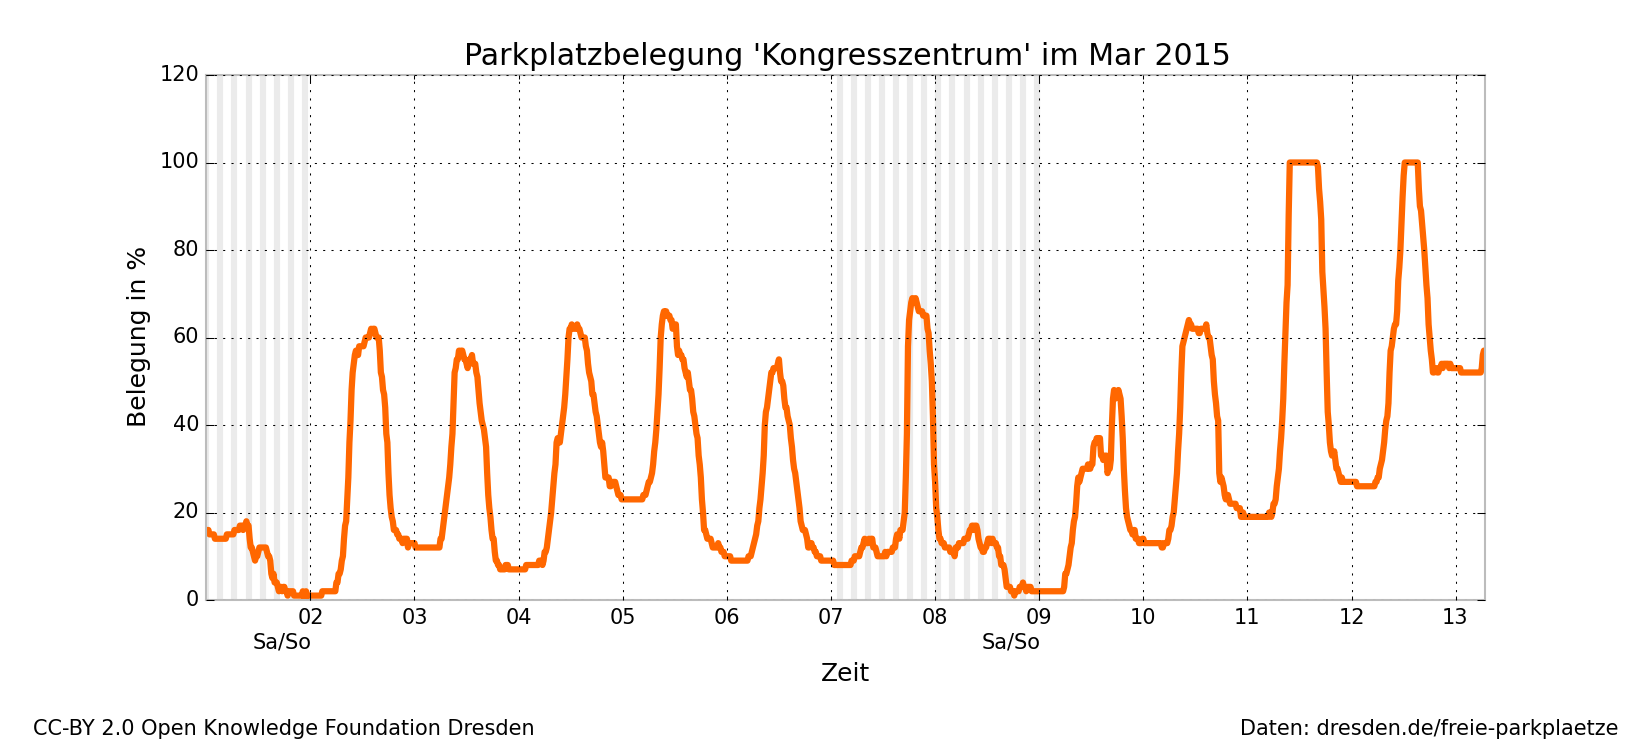 Parkplatzbelegung 'Kongresszentrum' im Mar 2015
120
100
80
60
40
20
0
Belegung in %
02 03 04 05 06 07 08 09 10 11 12 13
Sa/So Sa/So
Zeit
CC-BY 2.0 Open Knowledge Foundation Dresden Daten: dresden.de/freie-parkplaetze